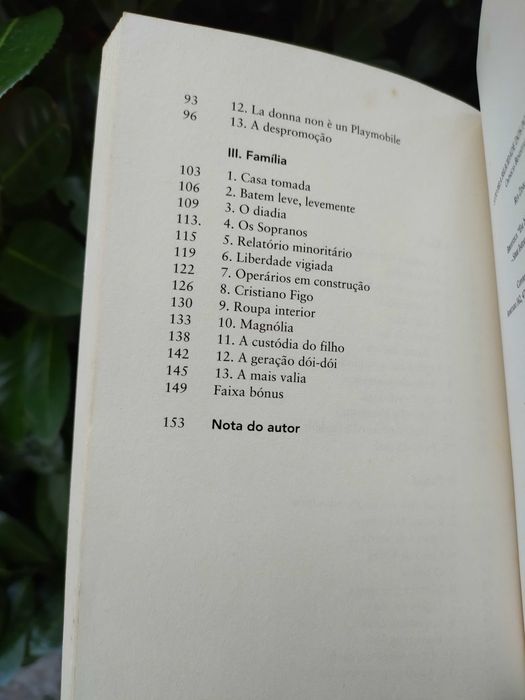 93 12. La donna non è un Playmobile
96 13. A despromoção
III. Família
103 1. Casa tomada
106 2. Batem leve, levemente
109 3. O diadia
113. 4. Os Sopranos
115 5. Relatório minoritário
119 6. Liberdade vigiada
122 7. Operários em construção
126 8. Cristiano Figo
130 9. Roupa interior
133 10. Magnólia
138 11. A custódia do filho
142 12. A geração dói-dói
145 13. A mais valia
149 Faixa bónus
153 Nota do autor